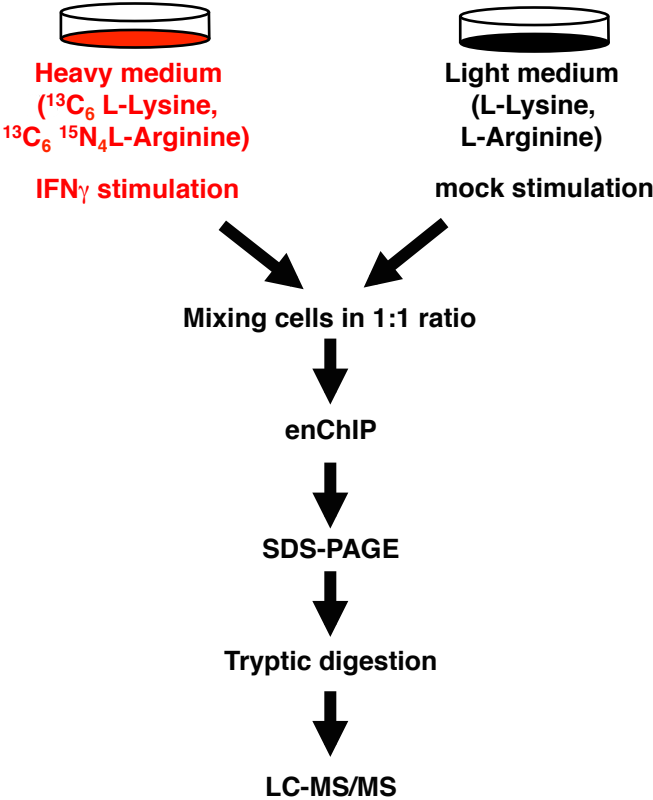 Heavy medium
(¹³C₆ L-Lysine,
¹³C₆ ¹⁵N₄L-Arginine)
IFNγ stimulation
Light medium
(L-Lysine,
L-Arginine)
mock stimulation
Mixing cells in 1:1 ratio
enChIP
SDS-PAGE
Tryptic digestion
LC-MS/MS